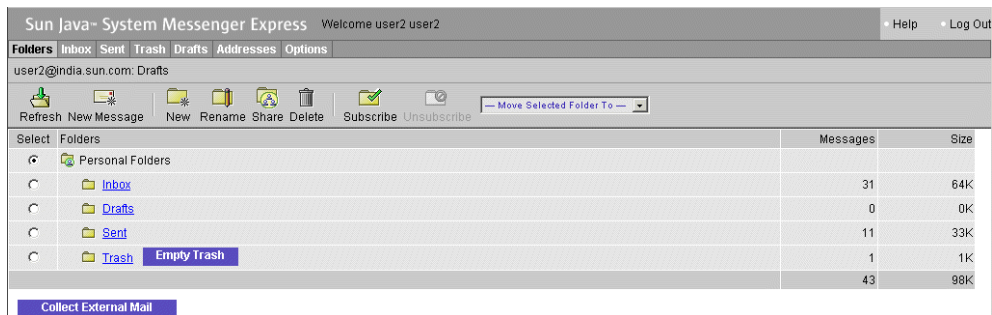 Sun Java™ System Messenger Express Welcome user2 user2 Help Log Out
Folders Inbox Sent Trash Drafts Addresses Options
user2@india.sun.com: Drafts
Refresh New Message New Rename Share Delete Subscribe Unsubscribe — Move Selected Folder To —
Select Folders Messages Size
Personal Folders
Inbox 31 64K
Drafts 0 0K
Sent 11 33K
Trash Empty Trash 1 1K
43 98K
Collect External Mail